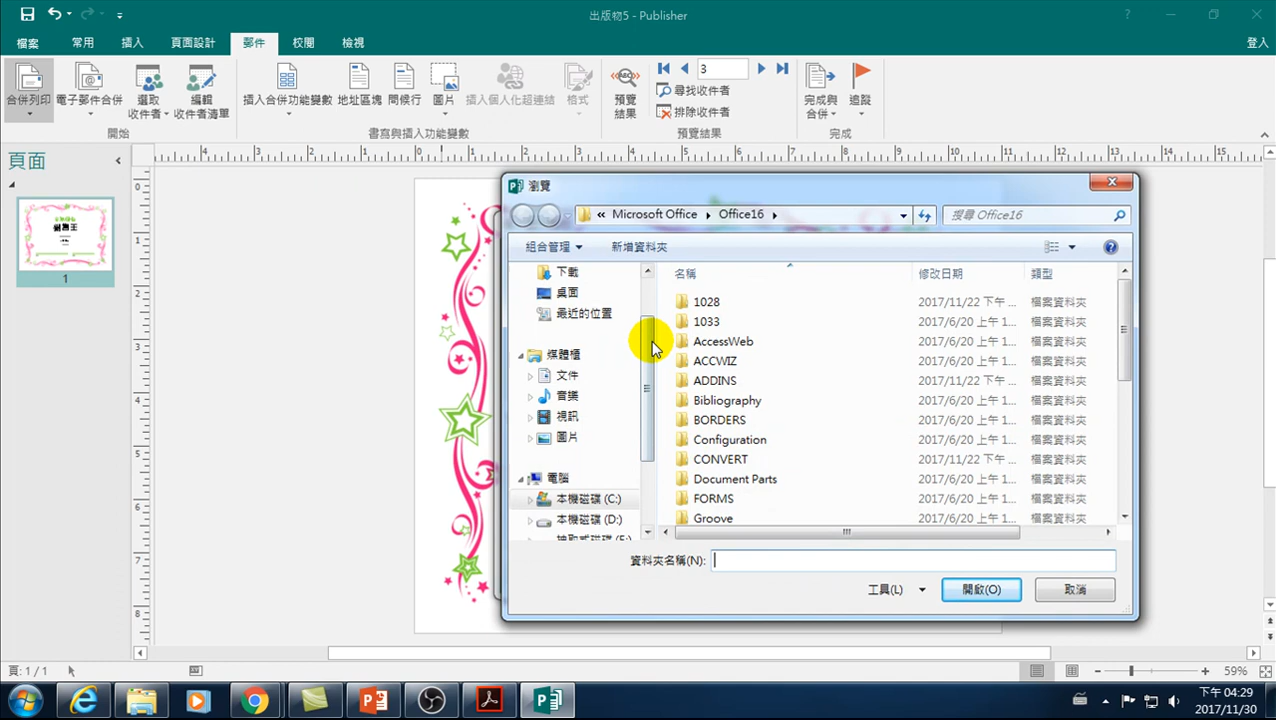 出版物5 - Publisher
檔案 常用 插入 頁面設計 郵件 校閱 檢視 登入
合併列印 電子郵件合併 選取收件者 編輯收件者清單
開始
插入合併功能變數 地址區塊 問候行 圖片 插入個人化超連結 格式
書寫與插入功能變數
預覽結果 3
尋找收件者
排除收件者
預覽結果
完成與合併 追蹤
完成
頁面
1
瀏覽
« Microsoft Office Office16
搜尋 Office16
組合管理 新增資料夾
下載
桌面
最近的位置
媒體櫃
文件
音樂
視訊
圖片
電腦
本機磁碟 (C:)
本機磁碟 (D:)
名稱 修改日期 類型
1028 2017/11/22 下午 ... 檔案資料夾
1033 2017/6/20 上午 1... 檔案資料夾
AccessWeb 2017/6/20 上午 1... 檔案資料夾
ACCWIZ 2017/6/20 上午 1... 檔案資料夾
ADDINS 2017/11/22 下午 ... 檔案資料夾
Bibliography 2017/6/20 上午 1... 檔案資料夾
BORDERS 2017/6/20 上午 1... 檔案資料夾
Configuration 2017/6/20 上午 1... 檔案資料夾
CONVERT 2017/11/22 下午 ... 檔案資料夾
Document Parts 2017/6/20 上午 1... 檔案資料夾
FORMS 2017/6/20 上午 1... 檔案資料夾
Groove 2017/6/20 上午 1... 檔案資料夾
資料夾名稱(N):
工具(L) 開啟(O) 取消
頁: 1 / 1
59%
下午 04:29
2017/11/30